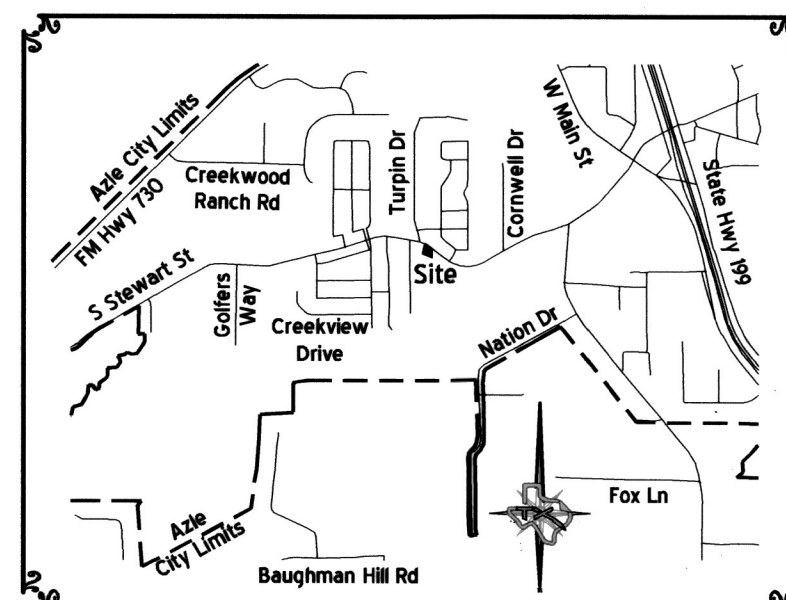 Azle City Limits
FM Hwy 730
Creekwood
Ranch Rd
Turpin Dr
Cornwell Dr
W Main St
State Hwy 199
S Stewart St
Golfers
Way
Site
Creekview
Drive
Nation Dr
Azle
City Limits
Fox Ln
TX
Baughman Hill Rd